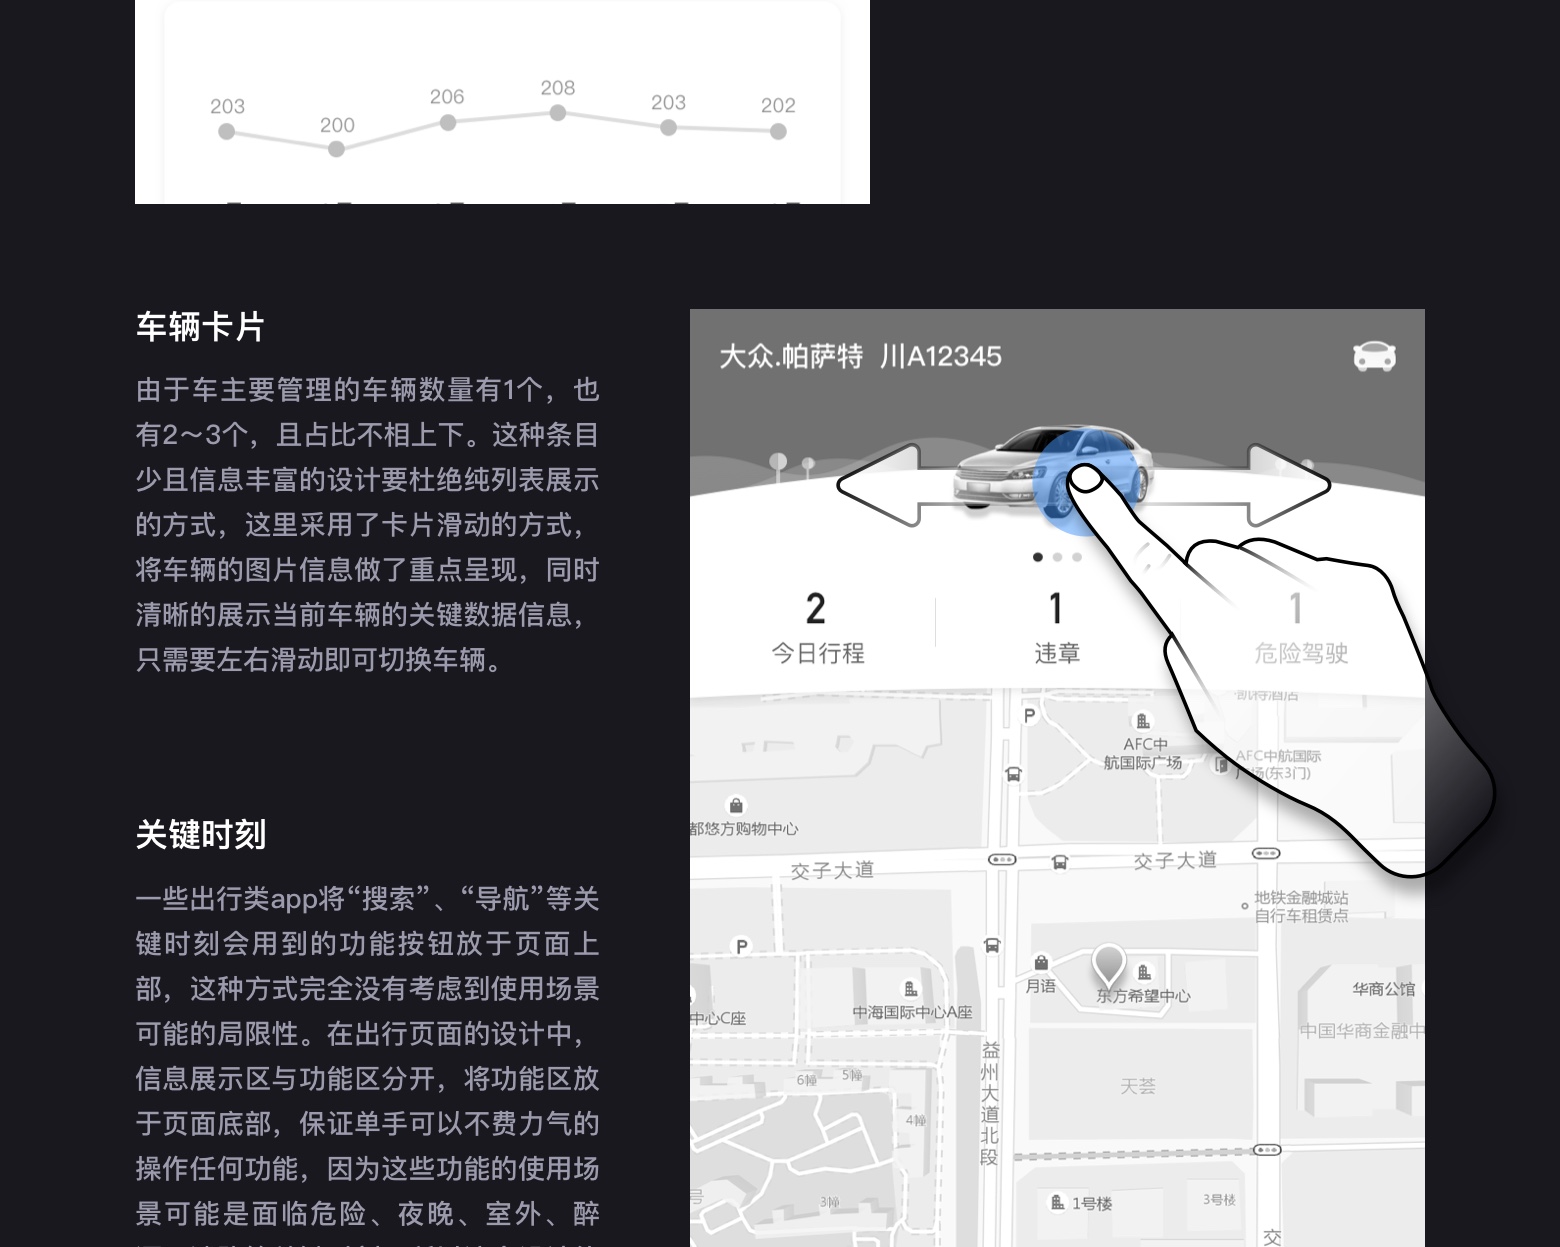 203
200
206
208
203
202
车辆卡片
由于车主要管理的车辆数量有1个，也
有2～3个，且占比不相上下。这种条目
少且信息丰富的设计要杜绝纯列表展示
的方式，这里采用了卡片滑动的方式，
将车辆的图片信息做了重点呈现，同时
清晰的展示当前车辆的关键数据信息，
只需要左右滑动即可切换车辆。
关键时刻
一些出行类app将“搜索”、“导航”等关
键时刻会用到的功能按钮放于页面上
部，这种方式完全没有考虑到使用场景
可能的局限性。在出行页面的设计中，
信息展示区与功能区分开，将功能区放
于页面底部，保证单手可以不费力气的
操作任何功能，因为这些功能的使用场
景可能是面临危险、夜晚、室外、醉
大众.帕萨特 川A12345
2
今日行程
1
违章
1
危险驾驶
凯特酒店
P
AFC中
航国际广场
AFC中航国际
广场(东3门)
都悠方购物中心
交子大道
交子大道
地铁金融城站
自行车租赁点
P
月语
东方希望中心
华商公馆
中心C座
中海国际中心A座
中国华商金融中
益州大道北段
6幢
5幢
天荟
4幢
号
3幢
1号楼
3号楼
交